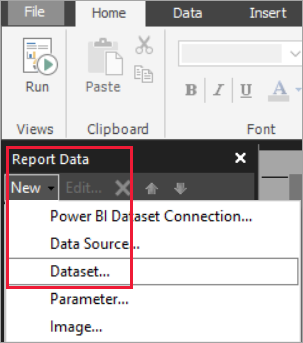 File Home Data Insert
Run Paste B I U A
Views Clipboard Font
Report Data
New Edit...
Power BI Dataset Connection...
Data Source...
Dataset...
Parameter...
Image...